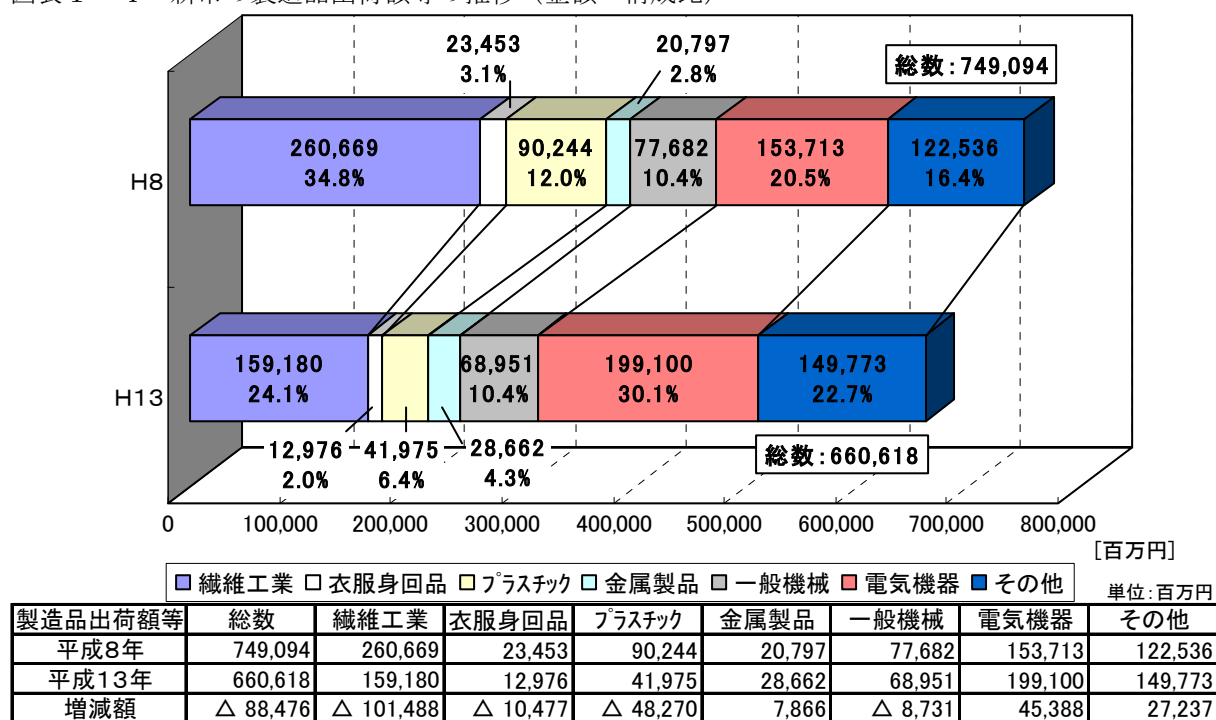 23,453
3.1%
20,797
2.8%
総数:749,094
H8
260,669
34.8%
90,244
12.0%
77,682
10.4%
153,713
20.5%
122,536
16.4%
H13
159,180
24.1%
68,951
10.4%
199,100
30.1%
149,773
22.7%
12,976
2.0%
41,975
6.4%
28,662
4.3%
総数:660,618
0 100,000 200,000 300,000 400,000 500,000 600,000 700,000 800,000
[百万円]
繊維工業 衣服身回品 プラスチック 金属製品 一般機械 電気機器 その他
単位:百万円
製造品出荷額等 総数 繊維工業 衣服身回品 プラスチック 金属製品 一般機械 電気機器 その他
平成8年 749,094 260,669 23,453 90,244 20,797 77,682 153,713 122,536
平成13年 660,618 159,180 12,976 41,975 28,662 68,951 199,100 149,773
増減額 △ 88,476 △ 101,488 △ 10,477 △ 48,270 7,866 △ 8,731 45,388 27,237